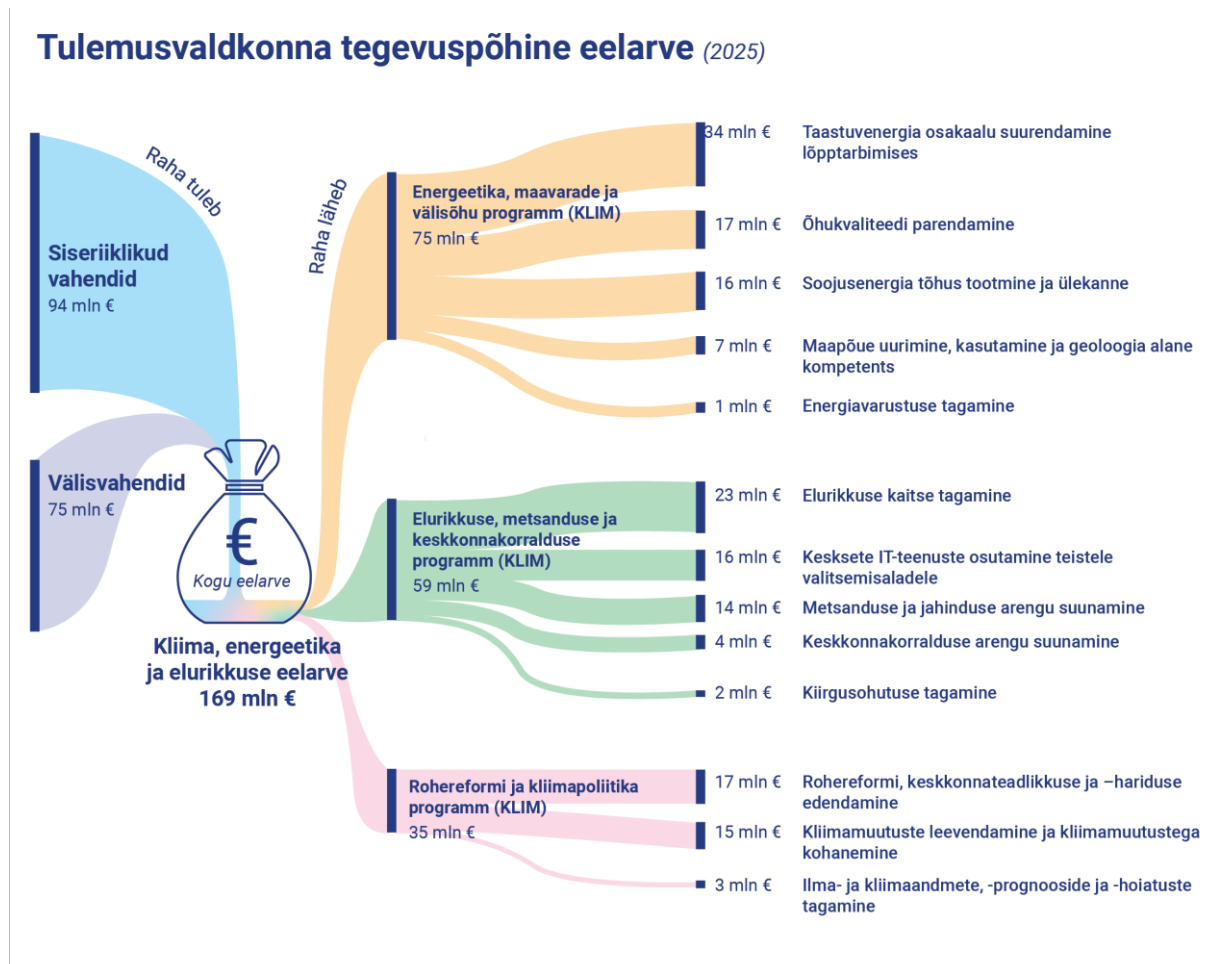 Tulemusvaldkonna tegevuspõhine eelarve (2025)
Raha tuleb
Siseriiklikud
vahendid
94 mln €
Välisvahendid
75 mln €
€
Kogu eelarve
Kliima, energeetika
ja elurikkuse eelarve
169 mln €
Raha läheb
Energeetika, maavarade ja
välisõhu programm (KLIM)
75 mln €
34 mln € Taastuvenergia osakaalu suurendamine
lõpptarbimises
17 mln € Õhukvaliteedi parendamine
16 mln € Soojusenergia tõhus tootmine ja ülekanne
7 mln € Maapõue uurimine, kasutamine ja geoloogia alane
kompetents
1 mln € Energiavarustuse tagamine
Elurikkuse, metsanduse ja
keskkonnakorralduse
programm (KLIM)
59 mln €
23 mln € Elurikkuse kaitse tagamine
16 mln € Kesksete IT-teenuste osutamine teistele
valitsemisaladele
14 mln € Metsanduse ja jahinduse arengu suunamine
4 mln € Keskkonnakorralduse arengu suunamine
2 mln € Kiirgusohutuse tagamine
Rohereformi ja kliimapoliitika
programm (KLIM)
35 mln €
17 mln € Rohereformi, keskkonnateadlikkuse ja –hariduse
edendamine
15 mln € Kliimamuutuste leevendamine ja kliimamuutustega
kohanemine
3 mln € Ilma- ja kliimaandmete, -prognooside ja -hoiatuste
tagamine